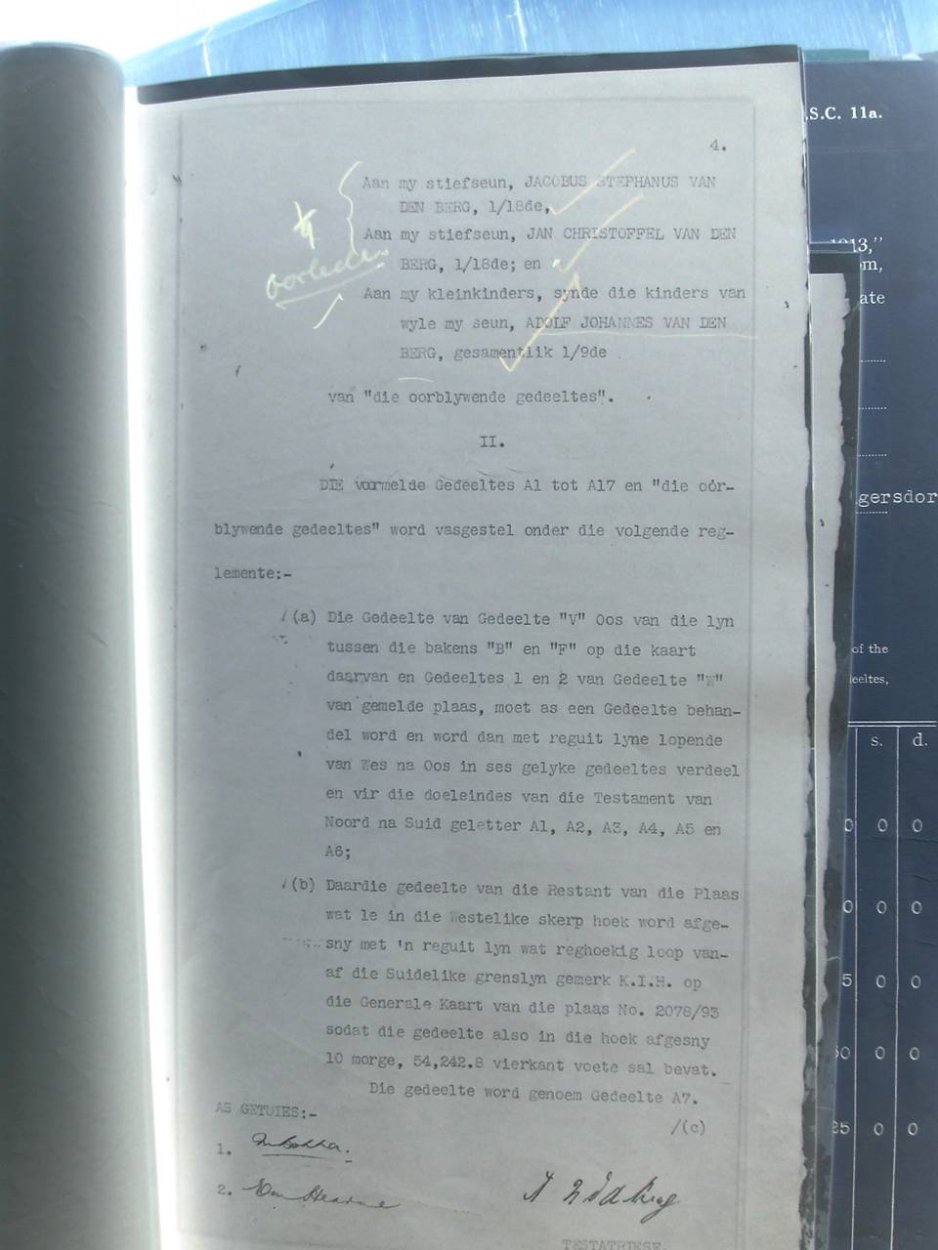 4.
Aan my stiefseun, JACOBUS STEPHANUS VAN
DEN BERG, 1/18de,
Aan my stiefseun, JAN CHRISTOFFEL VAN DEN
BERG, 1/18de; en
oorlede
Aan my kleinkinders, synde die kinders van
wyle my seun, ADOLF JOHANNES VAN DEN
BERG, gesamentlik 1/9de
van "die oorblywende gedeeltes".
II.
DIE vormelde Gedeeltes A1 tot A17 en "die oor-
blywende gedeeltes" word vasgestel onder die volgende reg-
lemente:-
(a) Die Gedeelte van Gedeelte "V" Oos van die lyn
tussen die bakens "B" en "F" op die kaart
daarvan en Gedeeltes 1 en 2 van Gedeelte
van gemelde plaas, moet as een Gedeelte behan-
del word en word dan met reguit lyne lopende
van Wes na Oos in ses gelyke gedeeltes verdeel
en vir die doeleindes van die Testament van
Noord na Suid geletter A1, A2, A3, A4, A5 en
A6;
(b) Daardie gedeelte van die Restant van die Plaas
wat le in die Westelike skerp hoek word afge-
sny met 'n reguit lyn wat reghoekig loop van-
af die Suidelike grenslyn gemerk K.I.H. op
die Generale Kaart van die plaas No. 2078/93
sodat die gedeelte also in die hoek afgesny
10 morge, 54,242.8 vierkant voete sal bevat.
Die gedeelte word genoem Gedeelte A7.
/(c)
AS GETUIES:-
1.
2.
TESTATRIESE
.S.C. 11a.
1913,"
om,
ate
gersdor
of the
eeltes,
s. d.
0 0 0
0 0 0
5 0 0
50 0 0
25 0 0